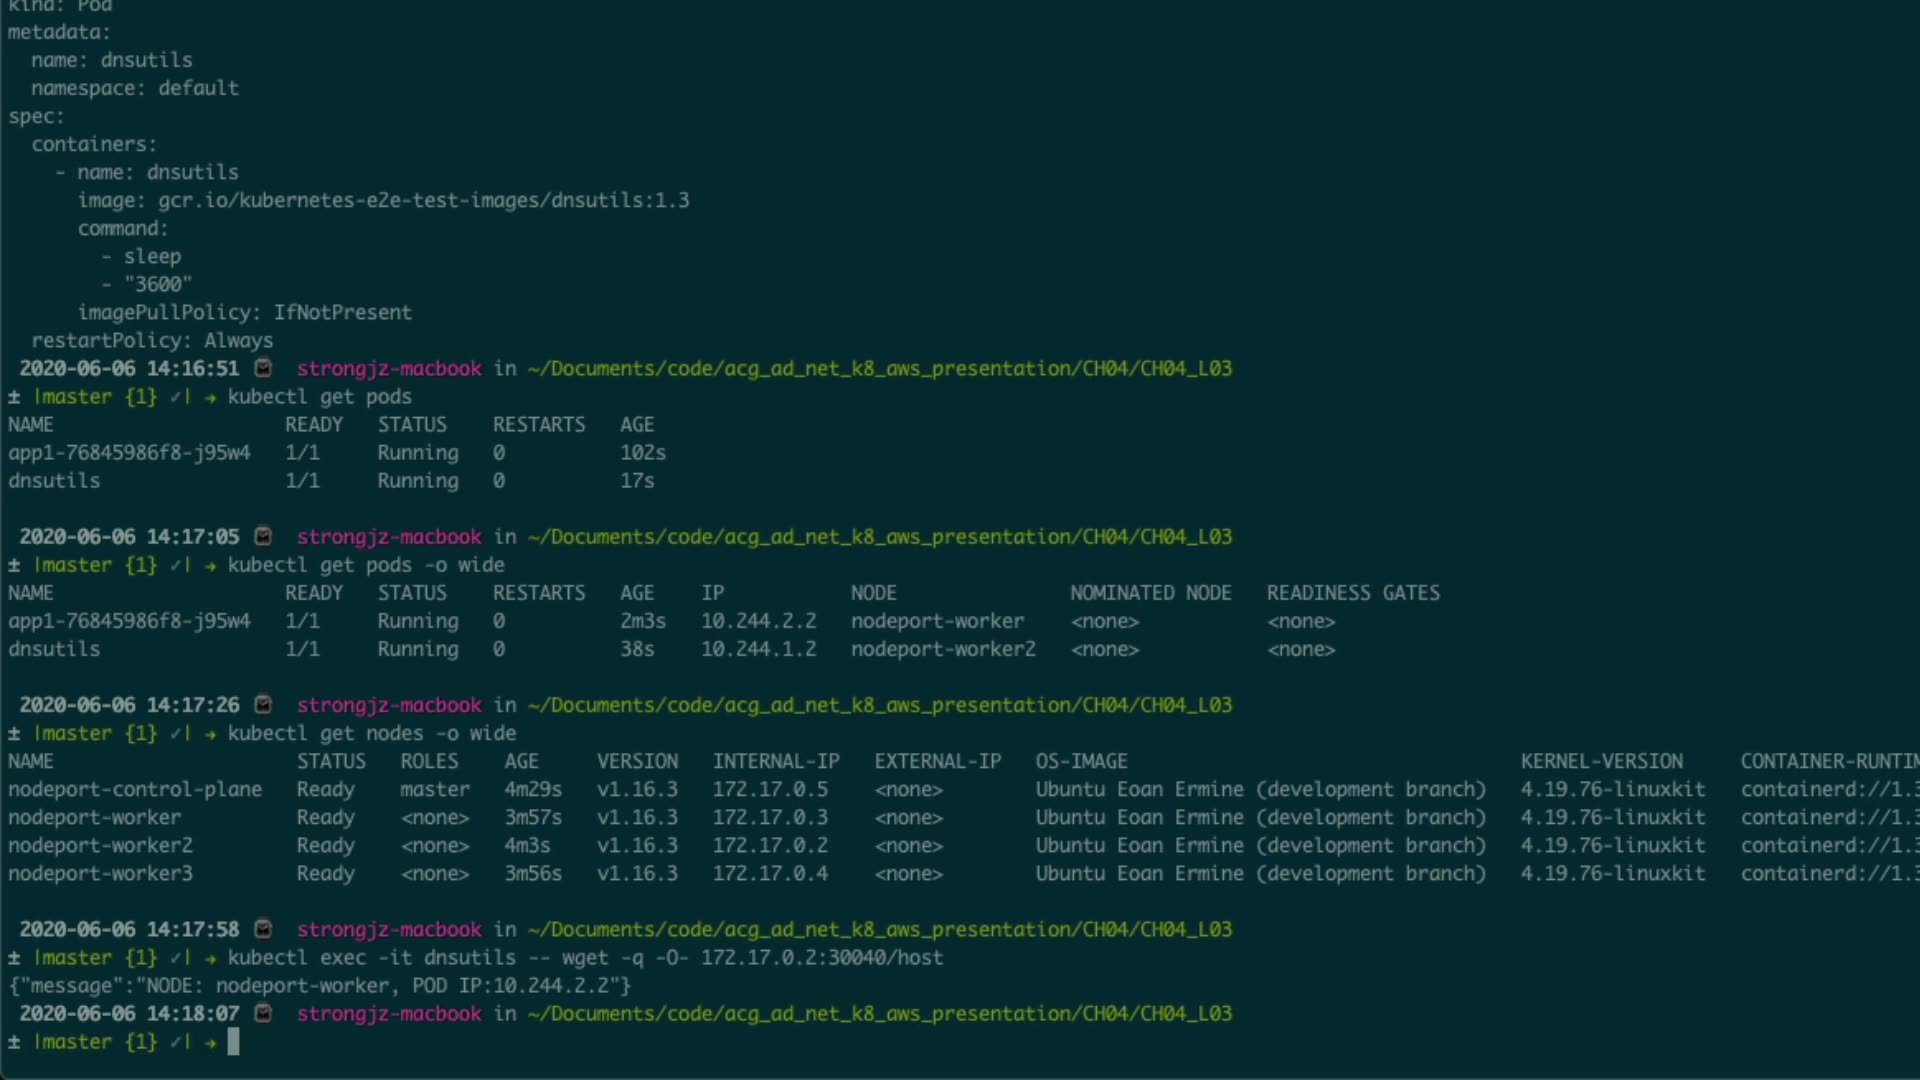 kind: Pod
metadata:
  name: dnsutils
  namespace: default
spec:
  containers:
    - name: dnsutils
      image: gcr.io/kubernetes-e2e-test-images/dnsutils:1.3
      command:
        - sleep
        - "3600"
      imagePullPolicy: IfNotPresent
  restartPolicy: Always
2020-06-06 14:16:51 strongjz-macbook in ~/Documents/code/acg_ad_net_k8_aws_presentation/CH04/CH04_L03
± |master {1} ✓| → kubectl get pods
NAME READY STATUS RESTARTS AGE
app1-76845986f8-j95w4 1/1 Running 0 102s
dnsutils 1/1 Running 0 17s
2020-06-06 14:17:05 strongjz-macbook in ~/Documents/code/acg_ad_net_k8_aws_presentation/CH04/CH04_L03
± |master {1} ✓| → kubectl get pods -o wide
NAME READY STATUS RESTARTS AGE IP NODE NOMINATED NODE READINESS GATES
app1-76845986f8-j95w4 1/1 Running 0 2m3s 10.244.2.2 nodeport-worker <none> <none>
dnsutils 1/1 Running 0 38s 10.244.1.2 nodeport-worker2 <none> <none>
2020-06-06 14:17:26 strongjz-macbook in ~/Documents/code/acg_ad_net_k8_aws_presentation/CH04/CH04_L03
± |master {1} ✓| → kubectl get nodes -o wide
NAME STATUS ROLES AGE VERSION INTERNAL-IP EXTERNAL-IP OS-IMAGE KERNEL-VERSION CONTAINER-RUNTIM
nodeport-control-plane Ready master 4m29s v1.16.3 172.17.0.5 <none> Ubuntu Eoan Ermine (development branch) 4.19.76-linuxkit containerd://1.3
nodeport-worker Ready <none> 3m57s v1.16.3 172.17.0.3 <none> Ubuntu Eoan Ermine (development branch) 4.19.76-linuxkit containerd://1.3
nodeport-worker2 Ready <none> 4m3s v1.16.3 172.17.0.2 <none> Ubuntu Eoan Ermine (development branch) 4.19.76-linuxkit containerd://1.3
nodeport-worker3 Ready <none> 3m56s v1.16.3 172.17.0.4 <none> Ubuntu Eoan Ermine (development branch) 4.19.76-linuxkit containerd://1.3
2020-06-06 14:17:58 strongjz-macbook in ~/Documents/code/acg_ad_net_k8_aws_presentation/CH04/CH04_L03
± |master {1} ✓| → kubectl exec -it dnsutils -- wget -q -O- 172.17.0.2:30040/host
{"message":"NODE: nodeport-worker, POD IP:10.244.2.2"}
2020-06-06 14:18:07 strongjz-macbook in ~/Documents/code/acg_ad_net_k8_aws_presentation/CH04/CH04_L03
± |master {1} ✓| →